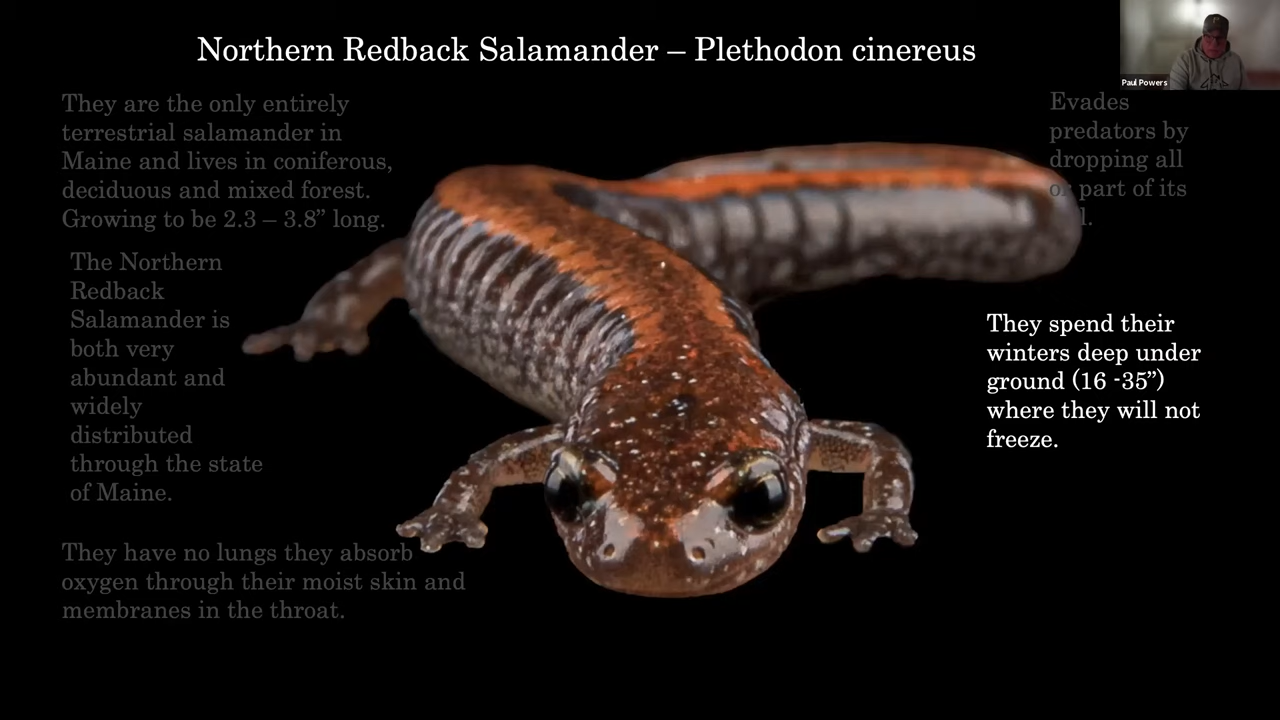 Northern Redback Salamander – Plethodon cinereus
Paul Powers
They are the only entirely
terrestrial salamander in
Maine and lives in coniferous,
deciduous and mixed forest.
Growing to be 2.3 – 3.8” long.
Evades
predators by
dropping all
or part of its
l.
The Northern
Redback
Salamander is
both very
abundant and
widely
distributed
through the state
of Maine.
They spend their
winters deep under
ground (16 -35”)
where they will not
freeze.
They have no lungs they absorb
oxygen through their moist skin and
membranes in the throat.